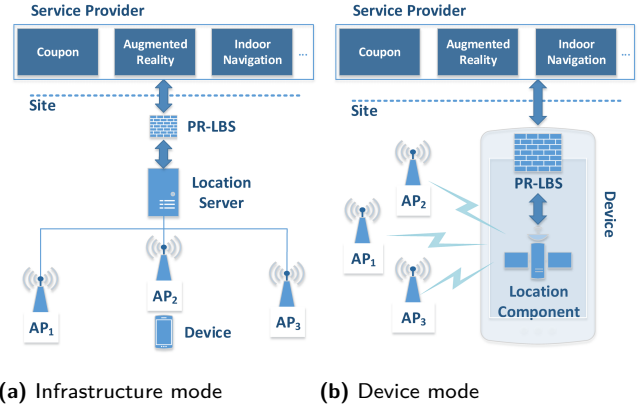 Service Provider
Coupon
Augmented
Reality
Indoor
Navigation
...
Site
PR-LBS
Location
Server
AP1
AP2
AP3
Device
(a) Infrastructure mode
Service Provider
Coupon
Augmented
Reality
Indoor
Navigation
...
Site
PR-LBS
Device
AP2
AP1
AP3
Location
Component
(b) Device mode